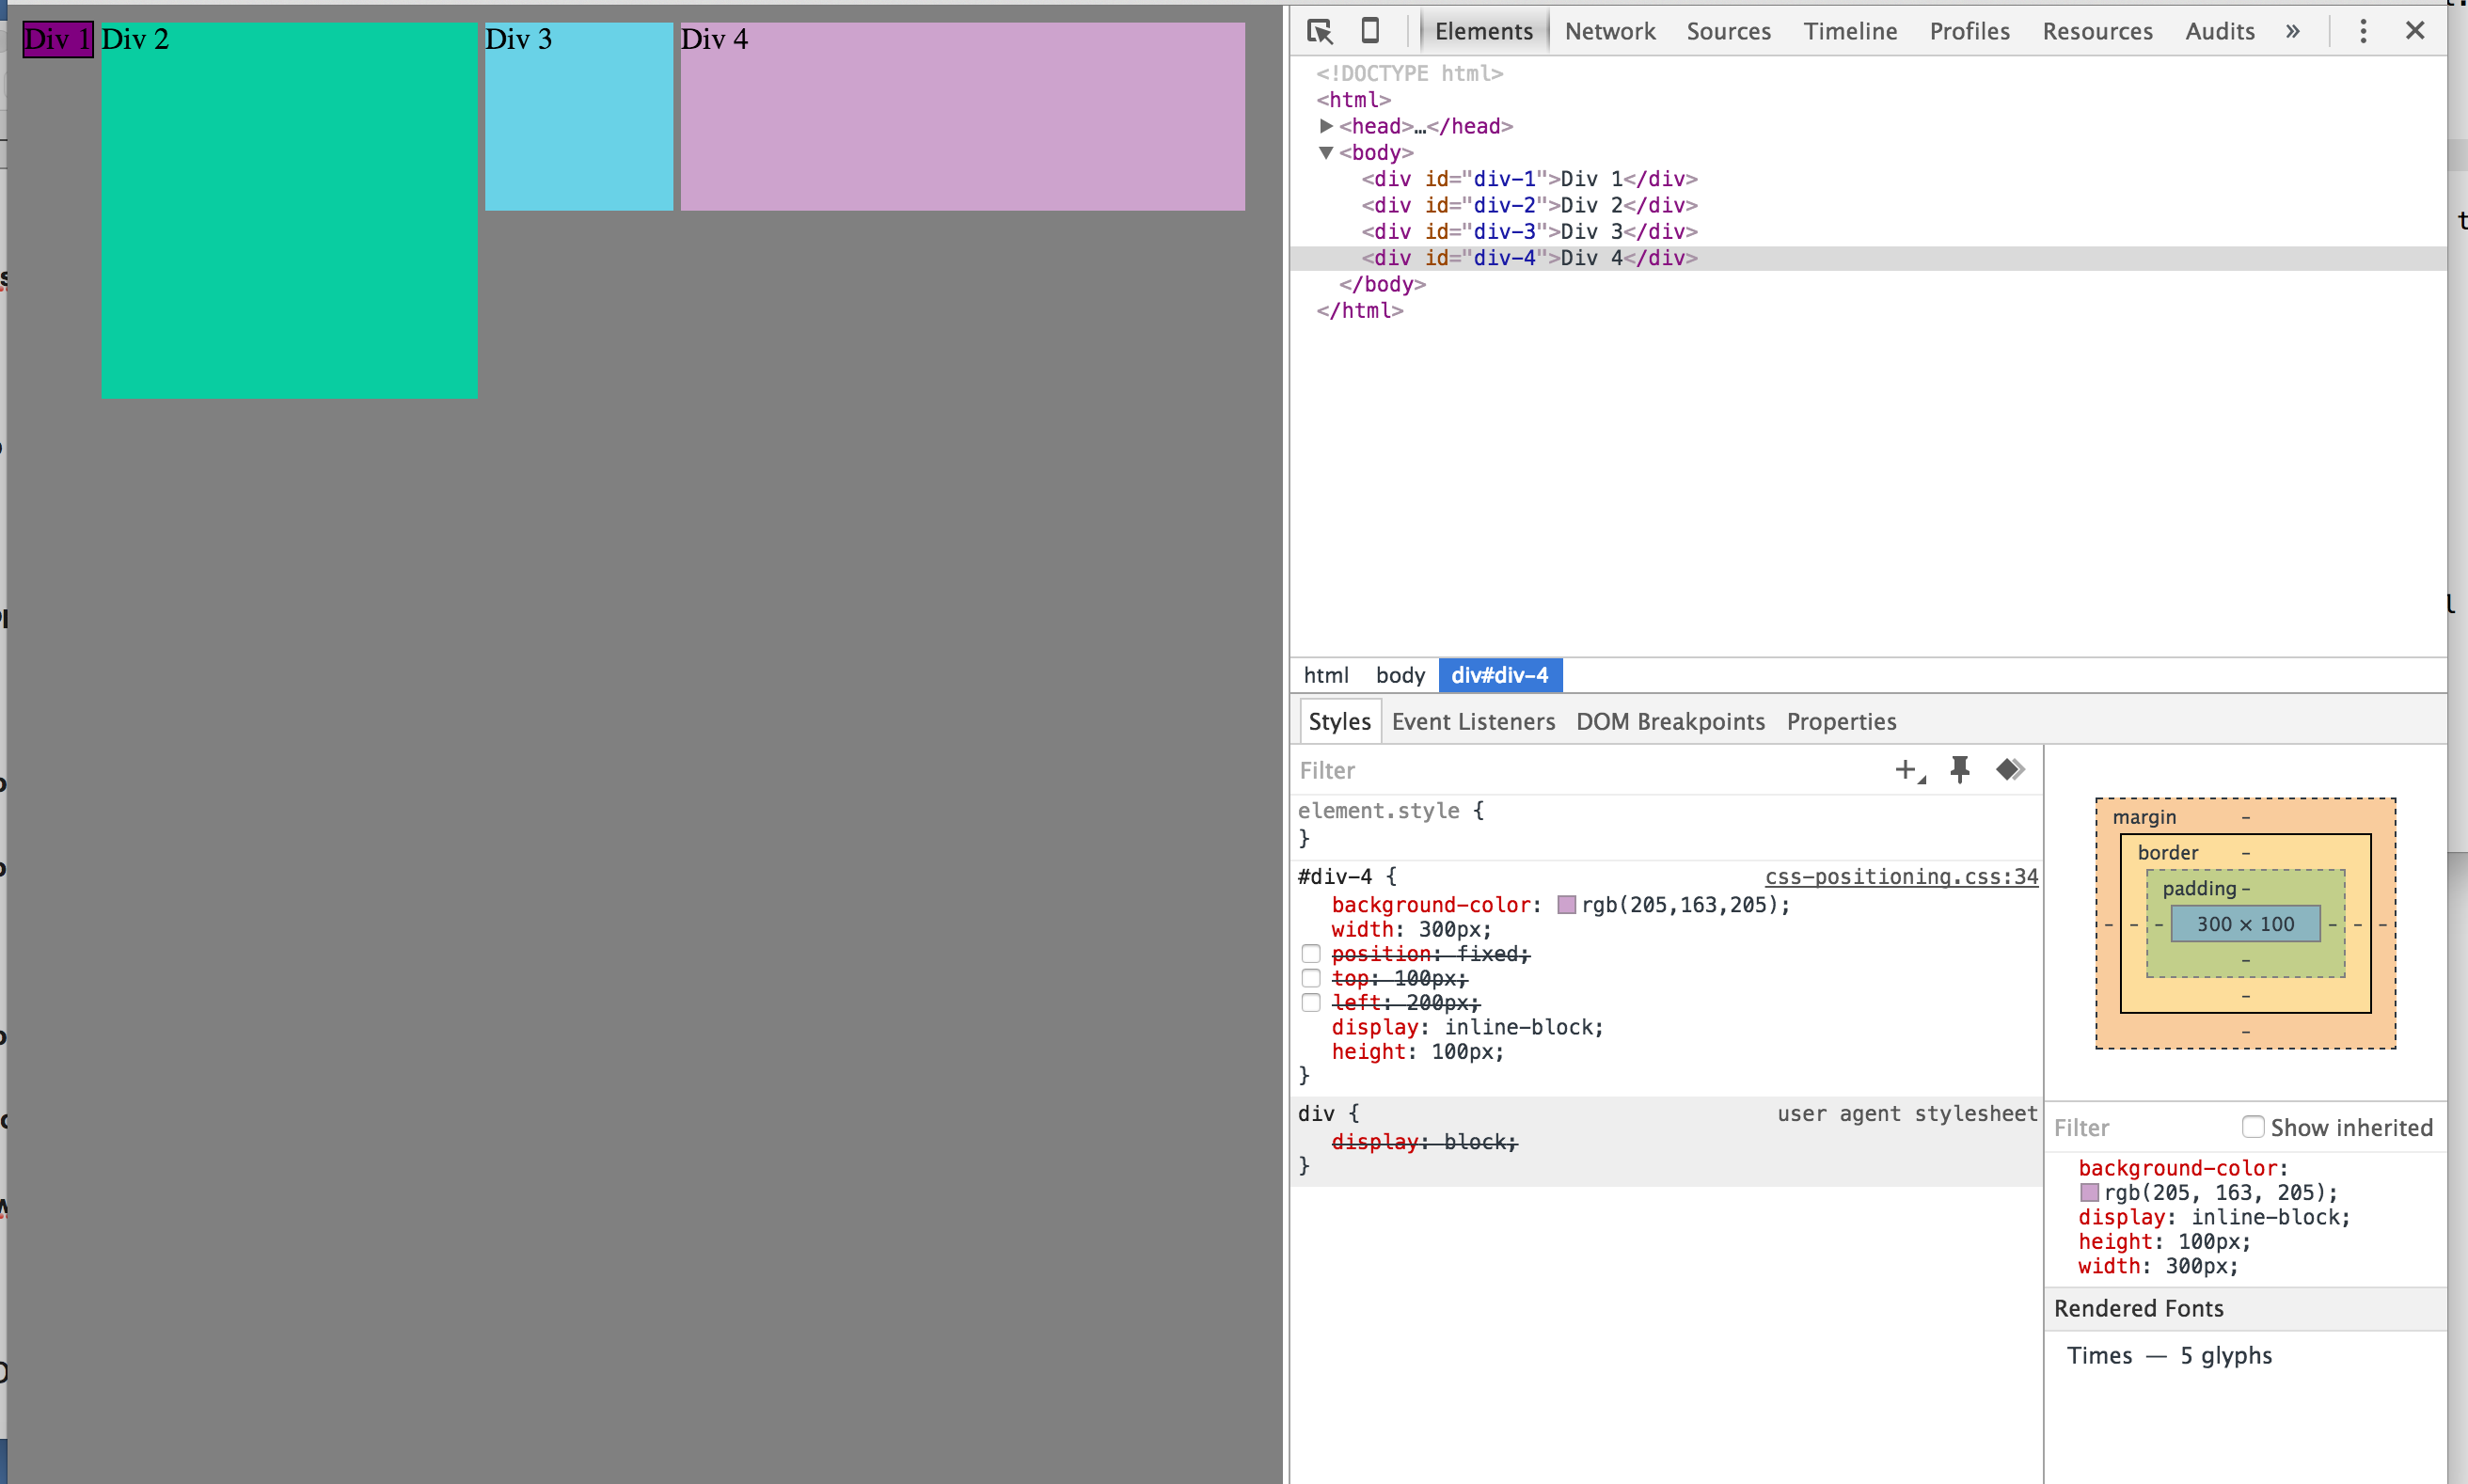 Div 1 Div 2 Div 3 Div 4
Elements Network Sources Timeline Profiles Resources Audits »
<!DOCTYPE html>
<html>
<head>…</head>
<body>
<div id="div-1">Div 1</div>
<div id="div-2">Div 2</div>
<div id="div-3">Div 3</div>
<div id="div-4">Div 4</div>
</body>
</html>
html body div#div-4
Styles Event Listeners DOM Breakpoints Properties
Filter
element.style {
}
#div-4 { css-positioning.css:34
background-color: rgb(205,163,205);
width: 300px;
position: fixed;
top: 100px;
left: 200px;
display: inline-block;
height: 100px;
}
div { user agent stylesheet
display: block;
}
margin -
border -
padding -
- - - 300 × 100 - - -
-
-
-
Filter Show inherited
background-color:
rgb(205, 163, 205);
display: inline-block;
height: 100px;
width: 300px;
Rendered Fonts
Times — 5 glyphs